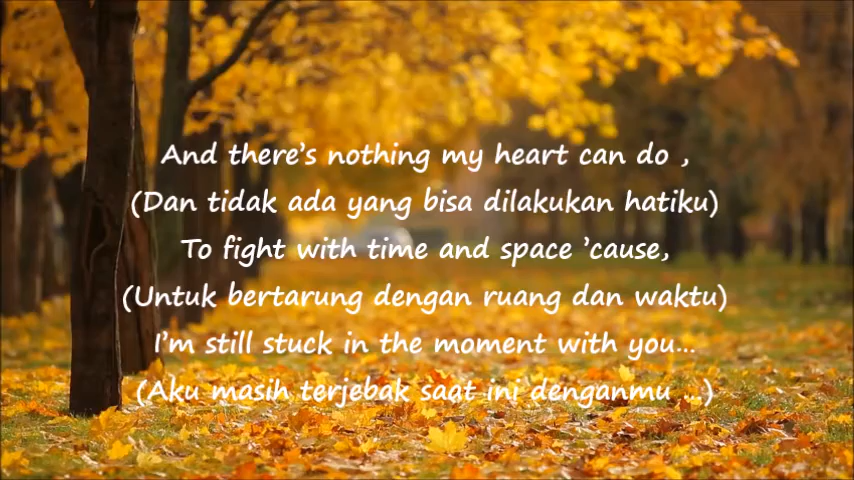 And there's nothing my heart can do ,
(Dan tidak ada yang bisa dilakukan hatiku)
To fight with time and space 'cause,
(Untuk bertarung dengan ruang dan waktu)
I'm still stuck in the moment with you...
(Aku masih terjebak saat ini denganmu ...)